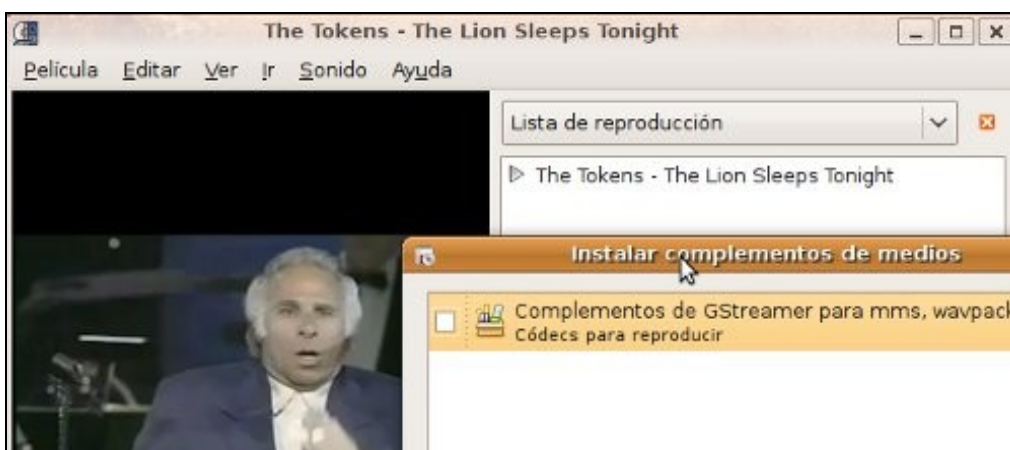 The Tokens - The Lion Sleeps Tonight
Película Editar Ver Ir Sonido Ayuda
Lista de reproducción
The Tokens - The Lion Sleeps Tonight
Instalar complementos de medios
Complementos de GStreamer para mms, wavpack
Códecs para reproducir